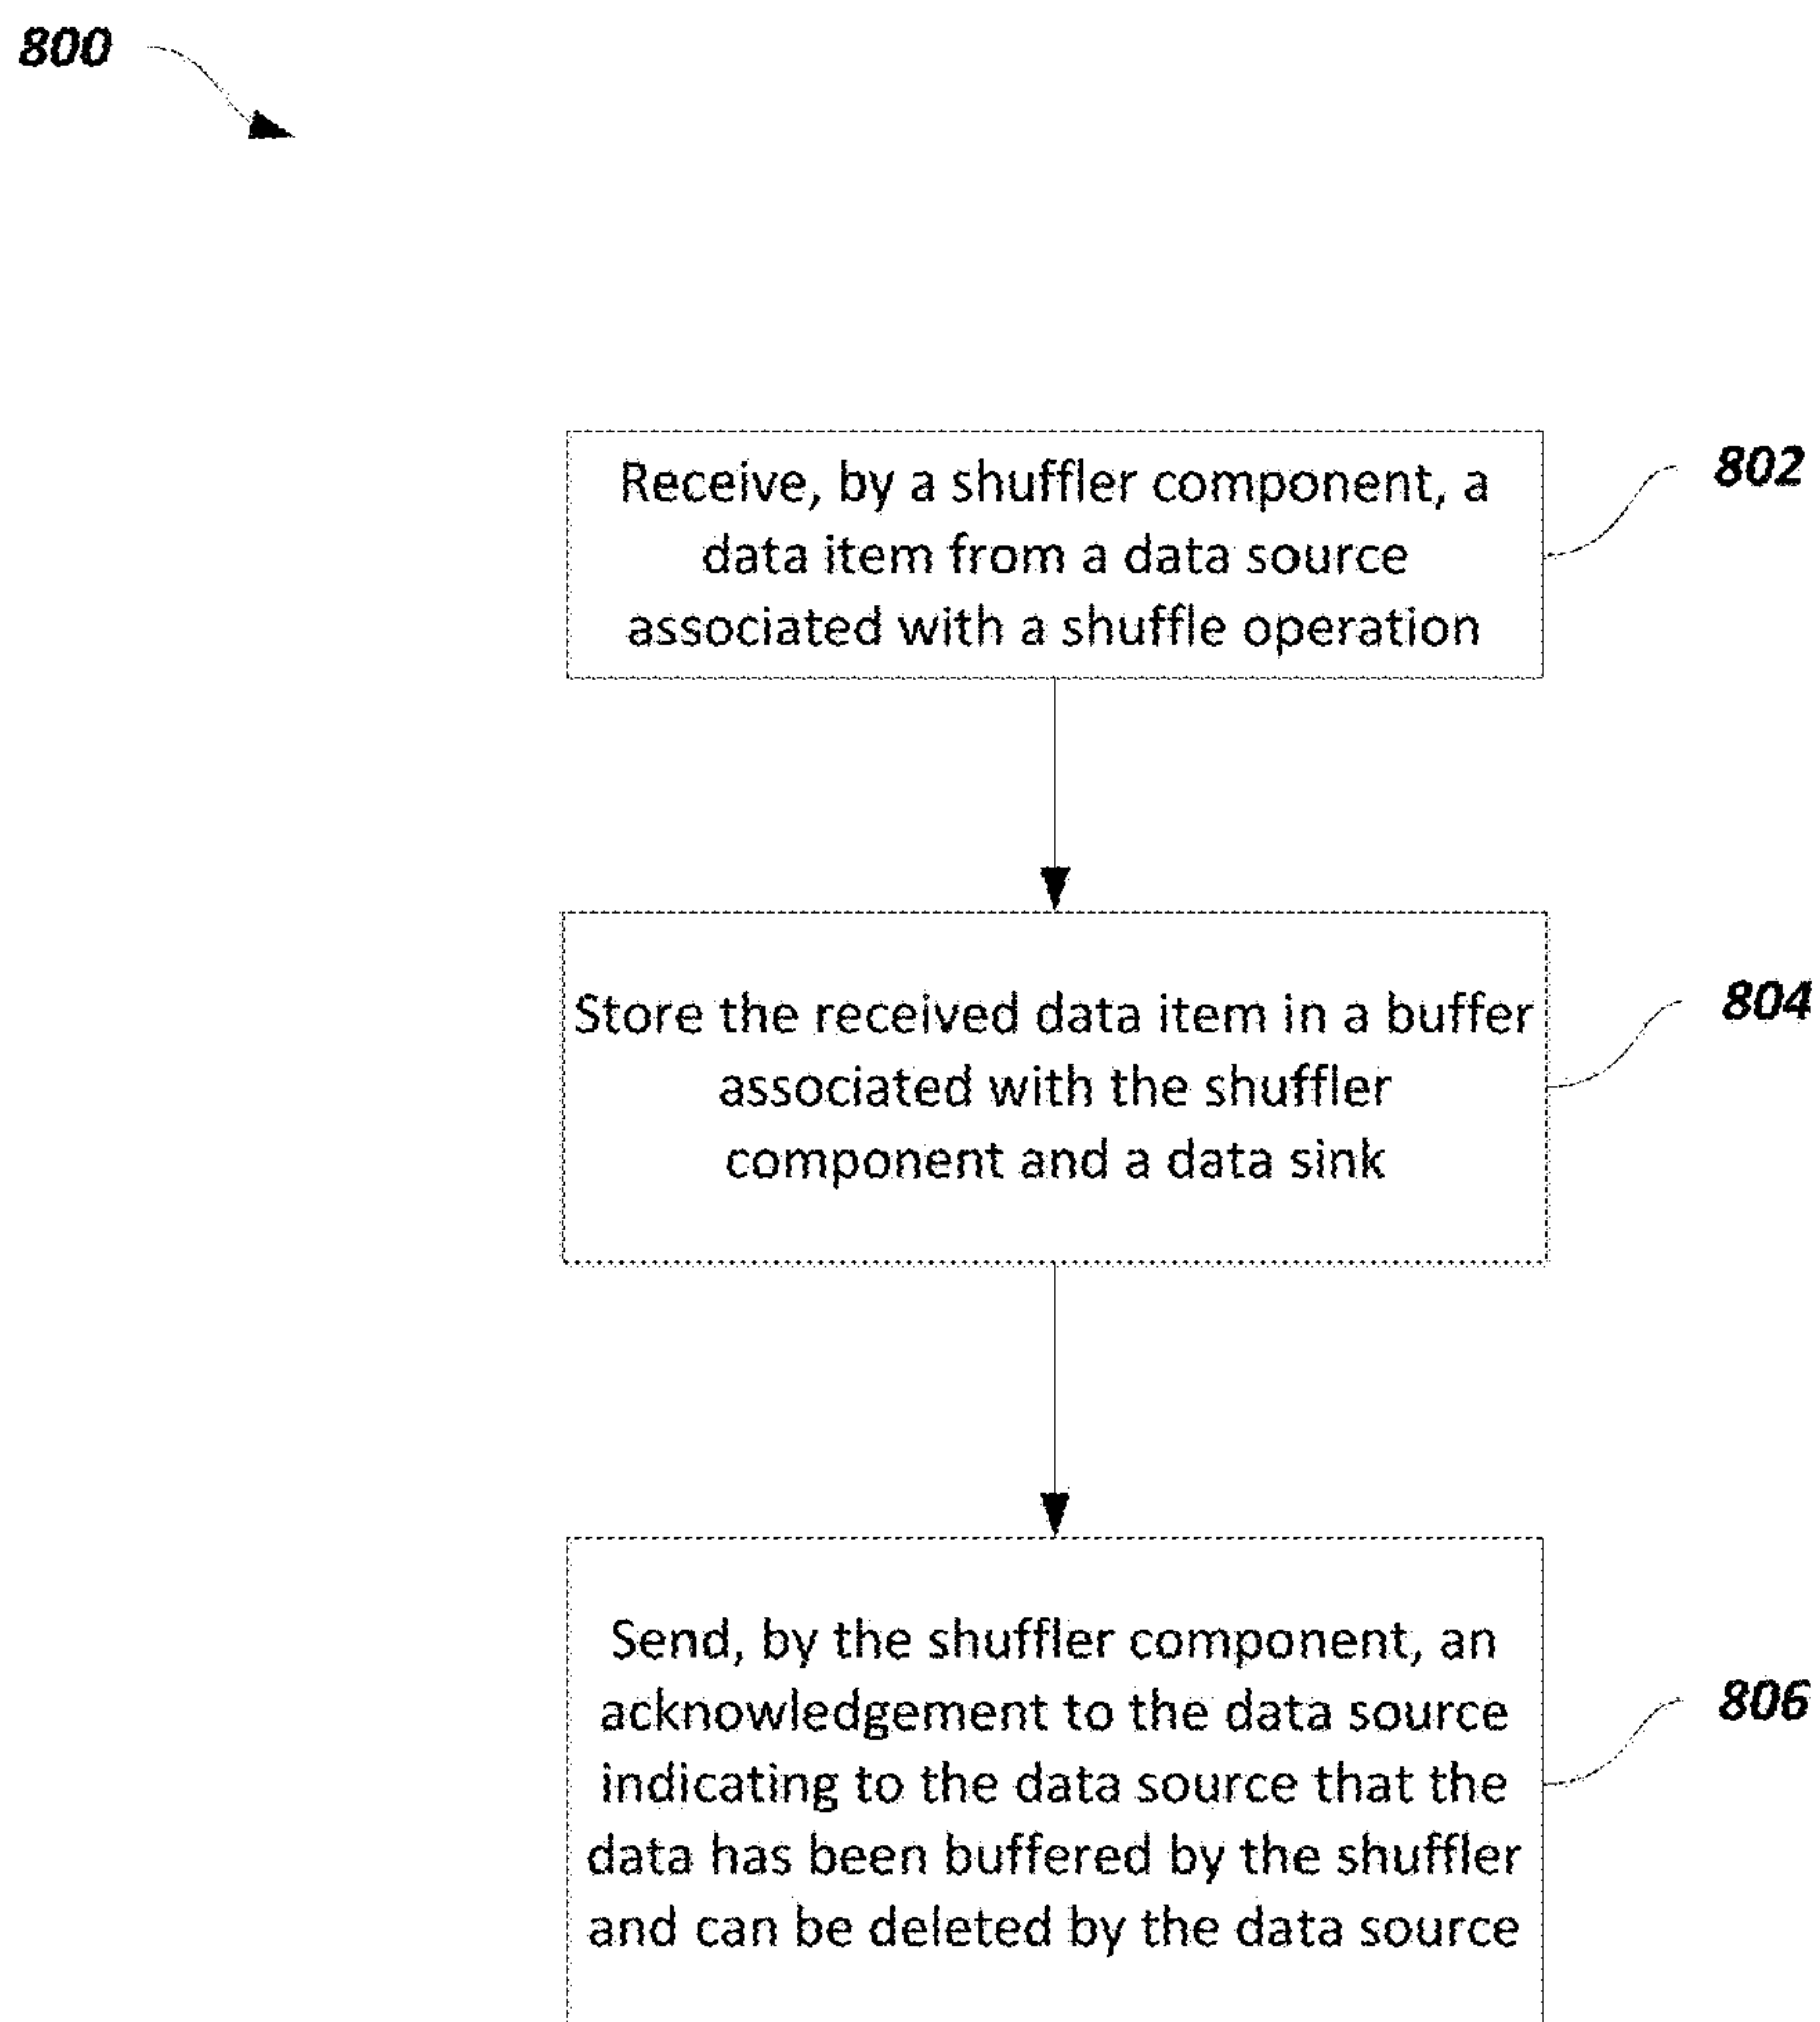 800
Receive, by a shuffler component, a
data item from a data source
associated with a shuffle operation
802
Store the received data item in a buffer
associated with the shuffler
component and a data sink
804
Send, by the shuffler component, an
acknowledgement to the data source
indicating to the data source that the
data has been buffered by the shuffler
and can be deleted by the data source
806